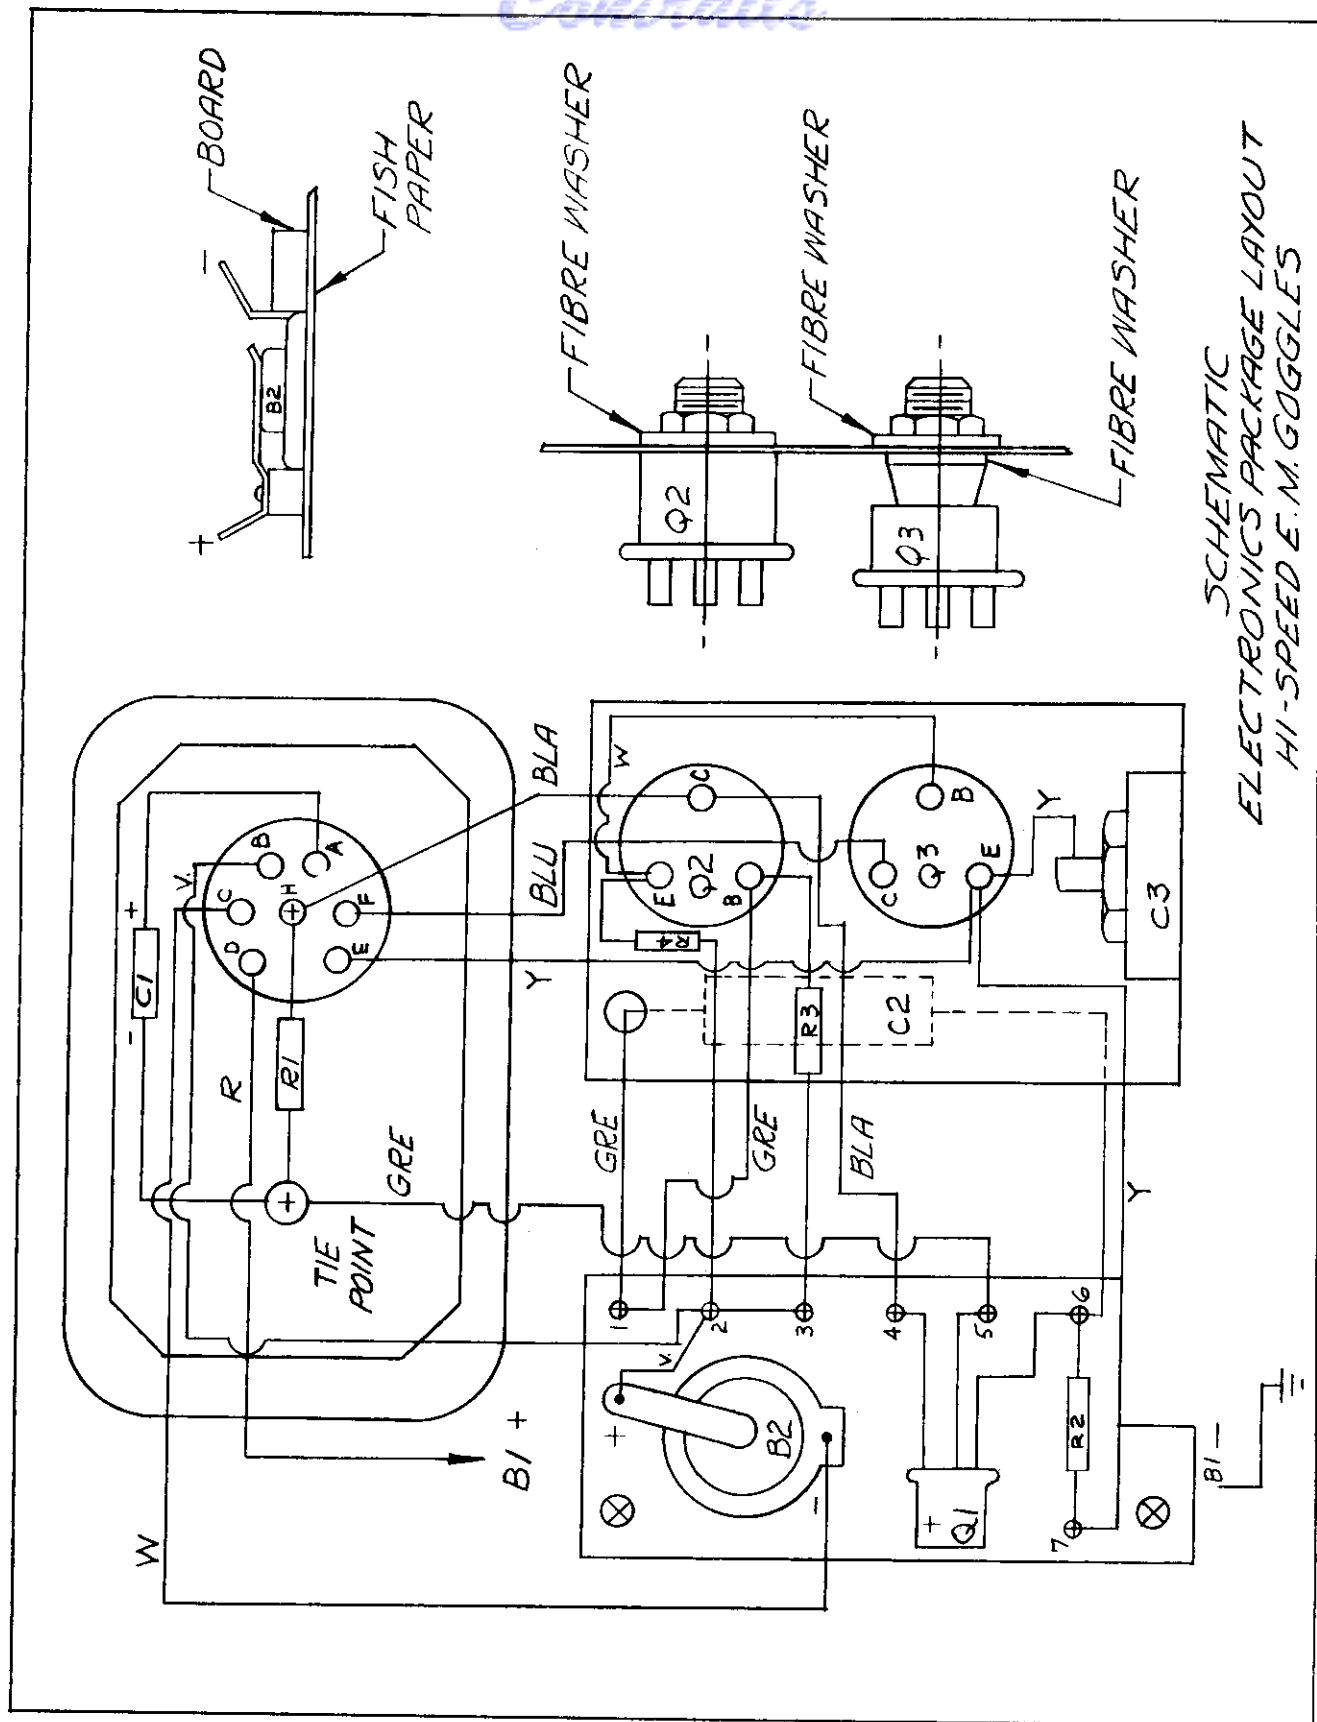 Contrails
BOARD
FISH
PAPER
-
+
B2
FIBRE WASHER
Q2
FIBRE WASHER
Q3
FIBRE WASHER
SCHEMATIC
ELECTRONICS PACKAGE LAYOUT
HI-SPEED E.M. GOGGLES
C1
+
-
V.
C
B
H
A
D
F
E
R
R1
GRE
TIE
POINT
BLA
BLU
Y
W
B1 +
W
C
E
Q2
B
R4
B
C
Q3
E
Y
C3
R3
C2
GRE
GRE
BLA
Y
1
2
3
4
5
6
7
V.
+
B2
-
+
Q1
R2
B1 -